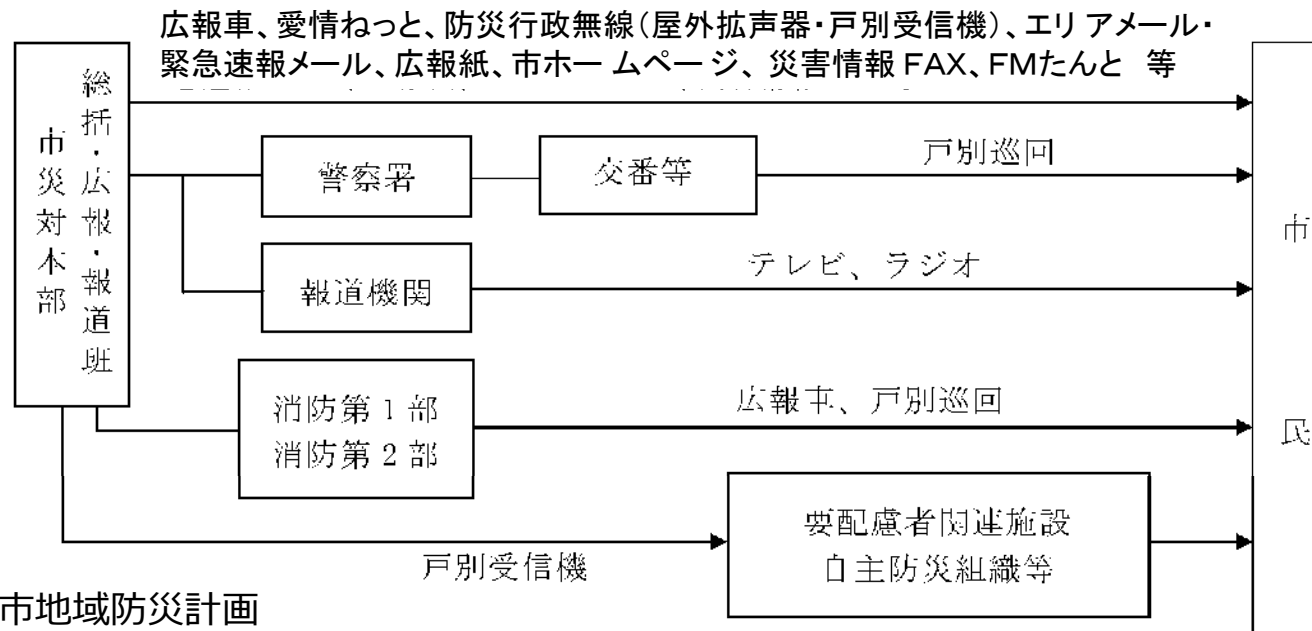 広報車、愛情ねっと、防災行政無線（屋外拡声器・戸別受信機）、エリアメール・
緊急速報メール、広報紙、市ホームページ、災害情報FAX、FMたんと 等
市災対本部
総括・広報・報道班
警察署
交番等
戸別巡回
報道機関
テレビ、ラジオ
消防第1部
消防第2部
広報車、戸別巡回
戸別受信機
要配慮者関連施設
自主防災組織等
市民
市地域防災計画